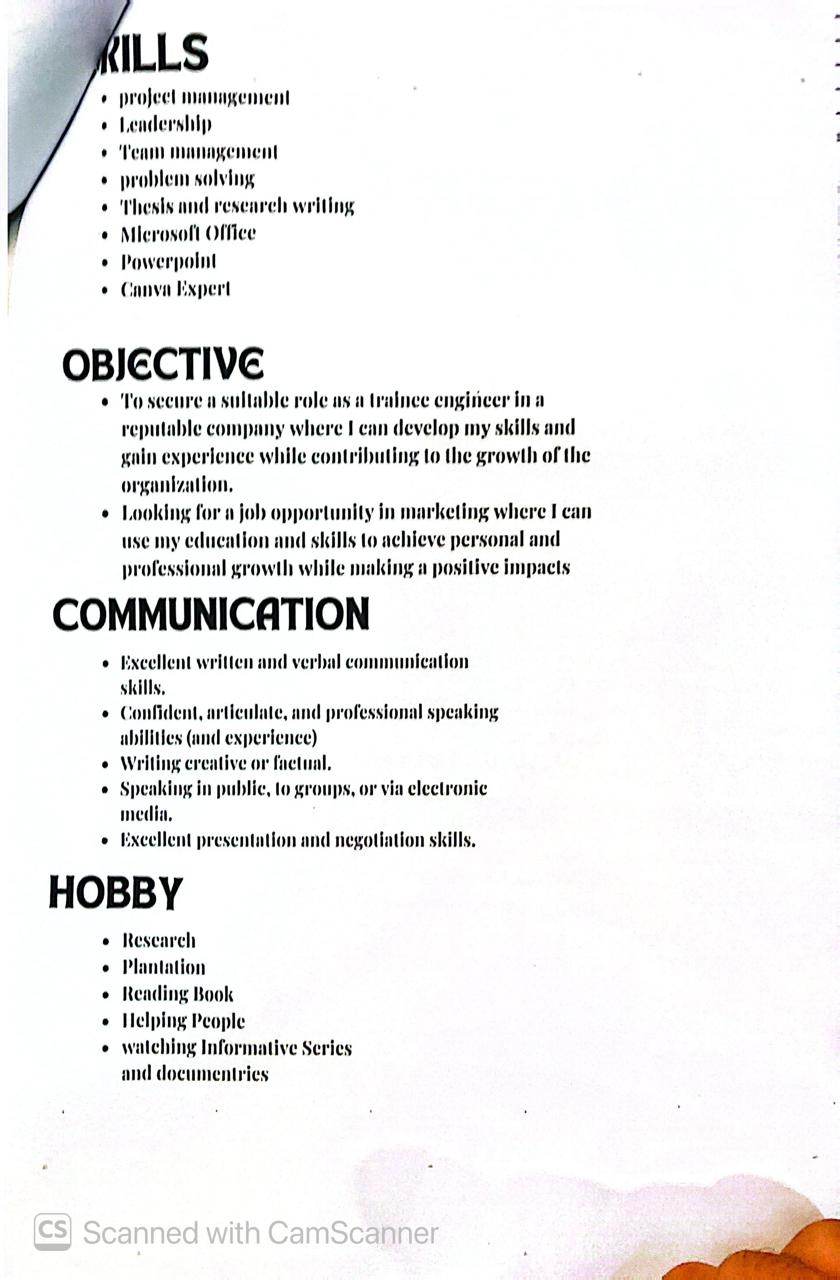 KILLS
• project management
• Leadership
• Team management
• problem solving
• Thesis and research writing
• Microsoft Office
• Powerpoint
• Canva Expert
OBJECTIVE
• To secure a suitable role as a trainee engineer in a
reputable company where I can develop my skills and
gain experience while contributing to the growth of the
organization.
• Looking for a job opportunity in marketing where I can
use my education and skills to achieve personal and
professional growth while making a positive impacts
COMMUNICATION
• Excellent written and verbal communication
skills.
• Confident, articulate, and professional speaking
abilities (and experience)
• Writing creative or factual.
• Speaking in public, to groups, or via electronic
media.
• Excellent presentation and negotiation skills.
HOBBY
• Research
• Plantation
• Reading Book
• Helping People
• watching Informative Series
and documentries
CS Scanned with CamScanner